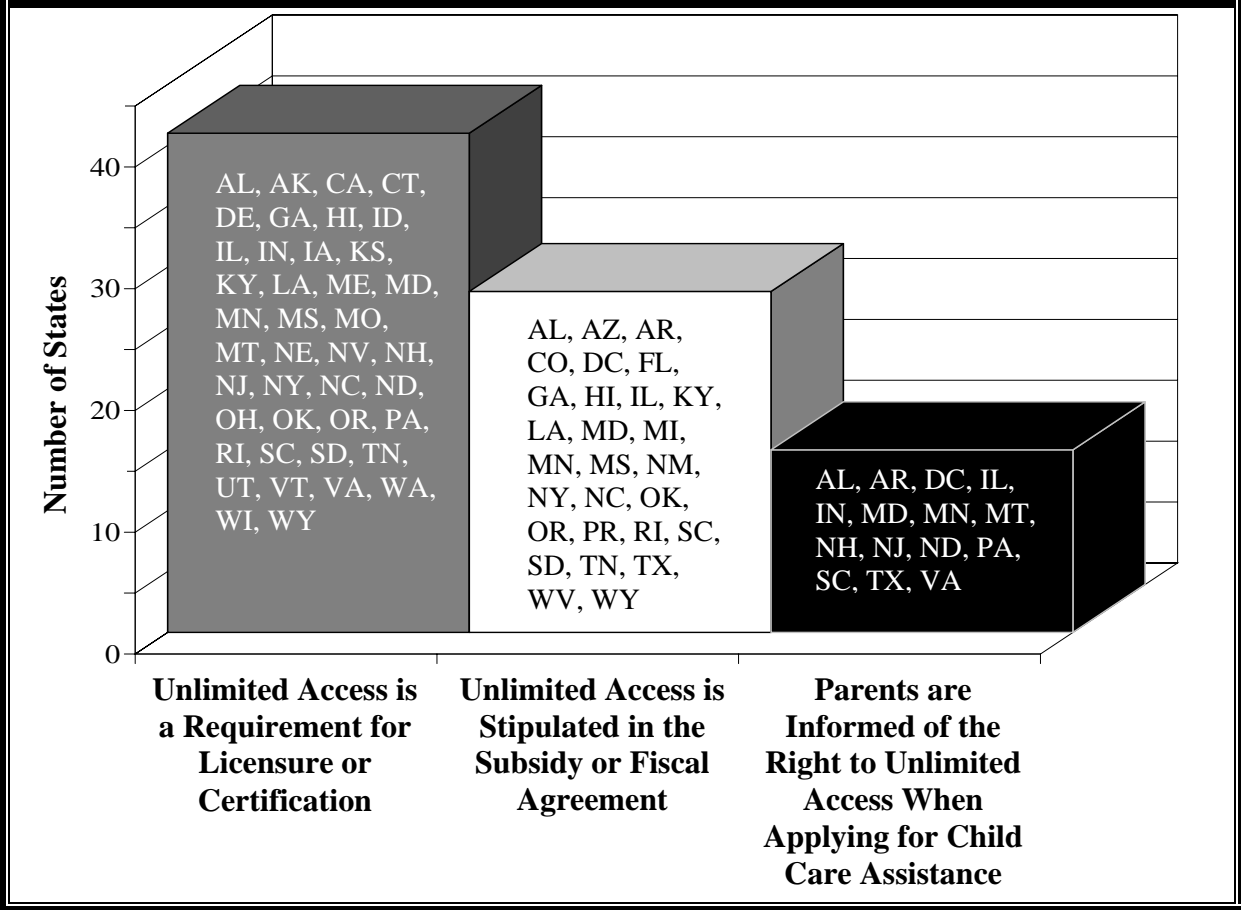 40
30
20
10
0
Number of States
AL, AK, CA, CT,
DE, GA, HI, ID,
IL, IN, IA, KS,
KY, LA, ME, MD,
MN, MS, MO,
MT, NE, NV, NH,
NJ, NY, NC, ND,
OH, OK, OR, PA,
RI, SC, SD, TN,
UT, VT, VA, WA,
WI, WY
AL, AZ, AR,
CO, DC, FL,
GA, HI, IL, KY,
LA, MD, MI,
MN, MS, NM,
NY, NC, OK,
OR, PR, RI, SC,
SD, TN, TX,
WV, WY
AL, AR, DC, IL,
IN, MD, MN, MT,
NH, NJ, ND, PA,
SC, TX, VA
Unlimited Access is
a Requirement for
Licensure or
Certification
Unlimited Access is
Stipulated in the
Subsidy or Fiscal
Agreement
Parents are
Informed of the
Right to Unlimited
Access When
Applying for Child
Care Assistance